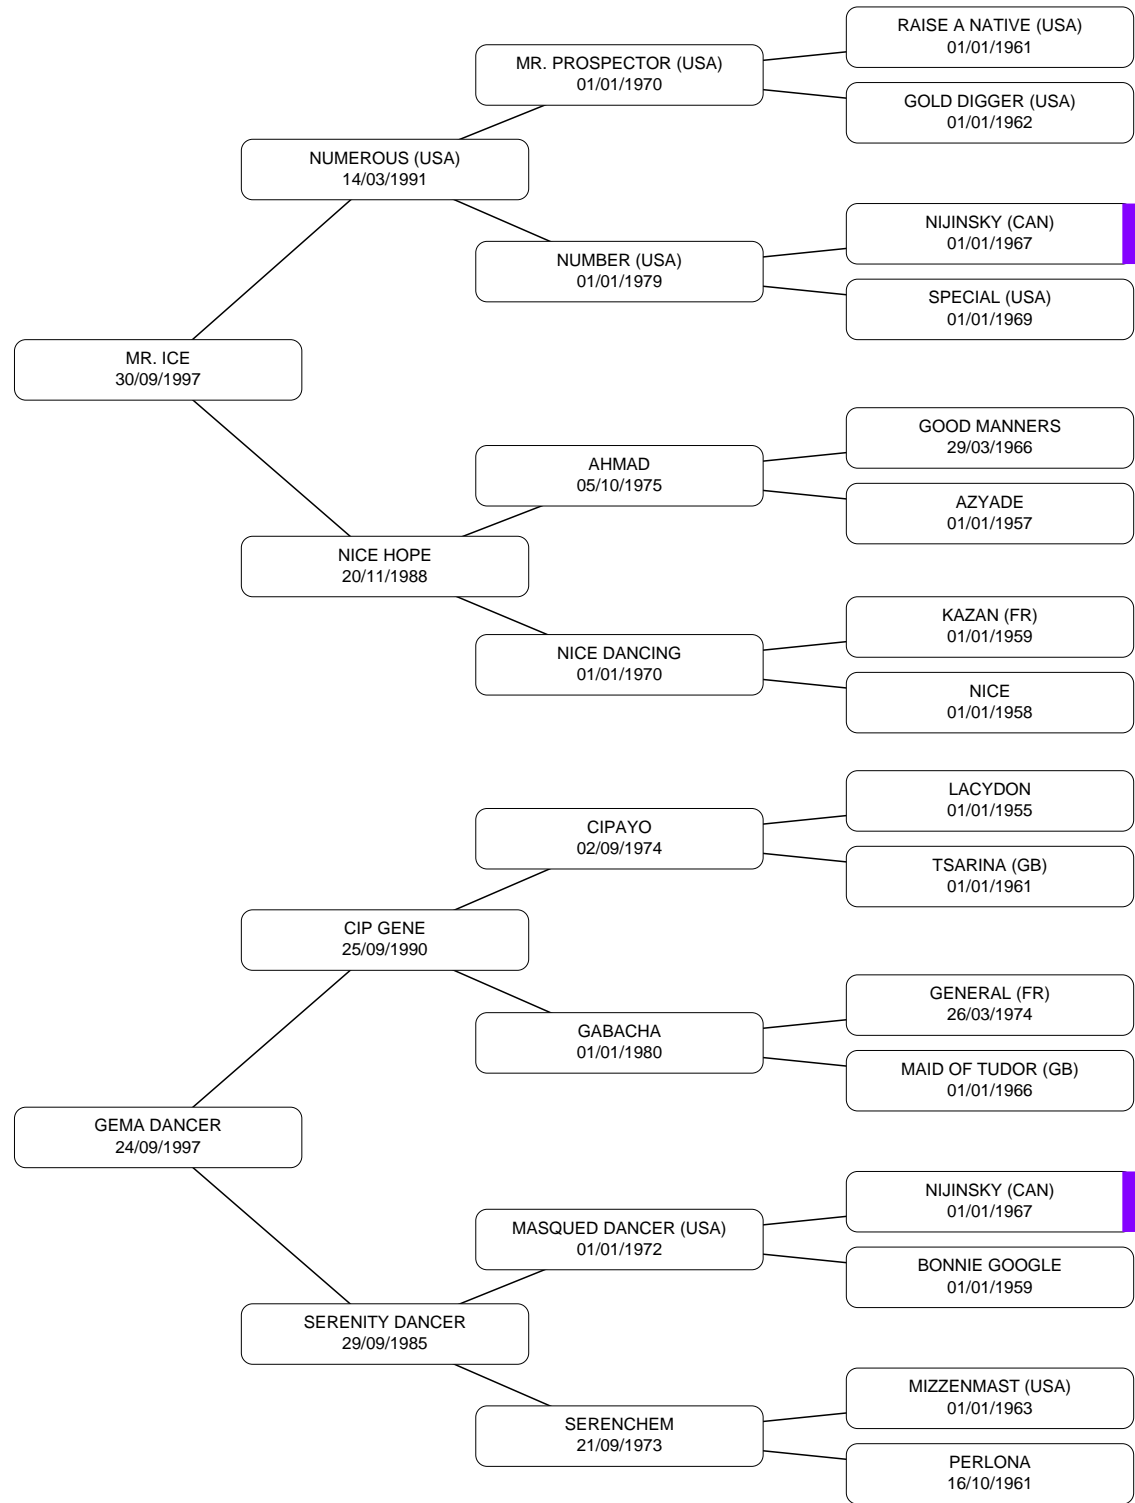 RAISE A NATIVE (USA)
01/01/1961
MR. PROSPECTOR (USA)
01/01/1970
GOLD DIGGER (USA)
01/01/1962
NUMEROUS (USA)
14/03/1991
NIJINSKY (CAN)
01/01/1967
NUMBER (USA)
01/01/1979
SPECIAL (USA)
01/01/1969
MR. ICE
30/09/1997
GOOD MANNERS
29/03/1966
AHMAD
05/10/1975
AZYADE
01/01/1957
NICE HOPE
20/11/1988
KAZAN (FR)
01/01/1959
NICE DANCING
01/01/1970
NICE
01/01/1958
LACYDON
01/01/1955
CIPAYO
02/09/1974
TSARINA (GB)
01/01/1961
CIP GENE
25/09/1990
GENERAL (FR)
26/03/1974
GABACHA
01/01/1980
MAID OF TUDOR (GB)
01/01/1966
GEMA DANCER
24/09/1997
NIJINSKY (CAN)
01/01/1967
MASQUED DANCER (USA)
01/01/1972
BONNIE GOOGLE
01/01/1959
SERENITY DANCER
29/09/1985
MIZZENMAST (USA)
01/01/1963
SERENCHEM
21/09/1973
PERLONA
16/10/1961